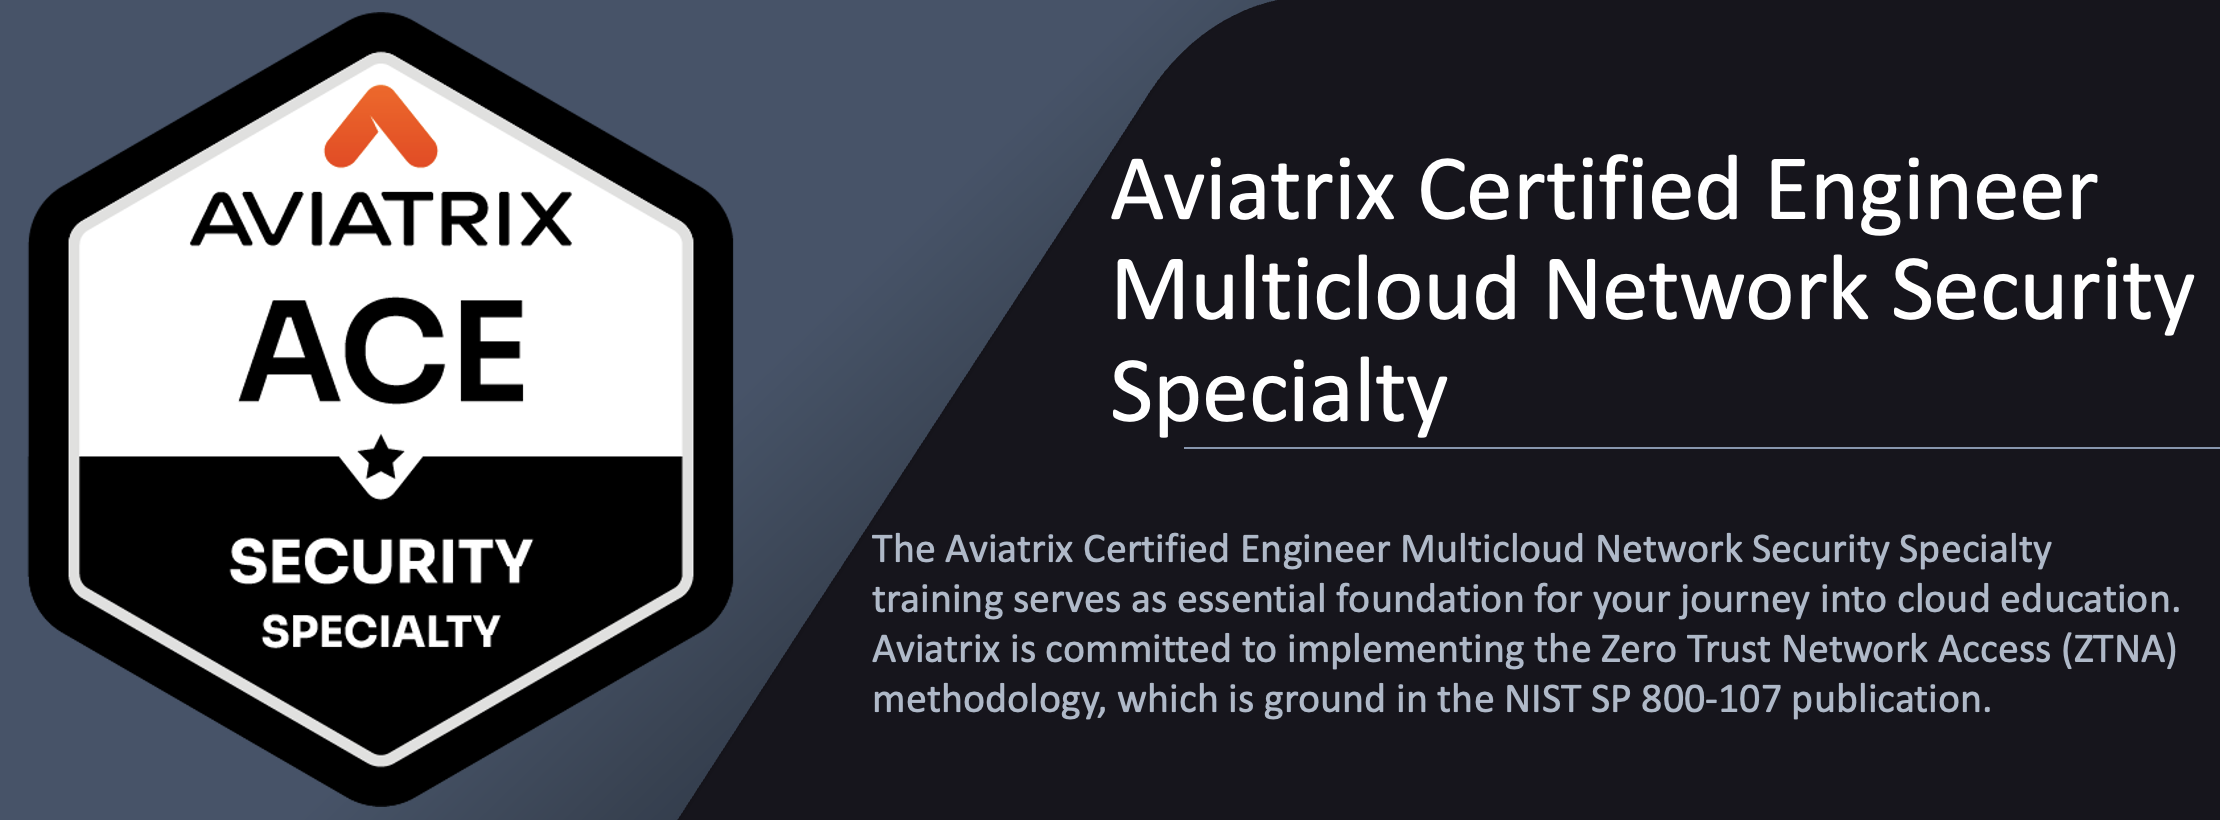 AVIATRIX
ACE
SECURITY
SPECIALTY
Aviatrix Certified Engineer
Multicloud Network Security
Specialty
The Aviatrix Certified Engineer Multicloud Network Security Specialty
training serves as essential foundation for your journey into cloud education.
Aviatrix is committed to implementing the Zero Trust Network Access (ZTNA)
methodology, which is ground in the NIST SP 800-107 publication.